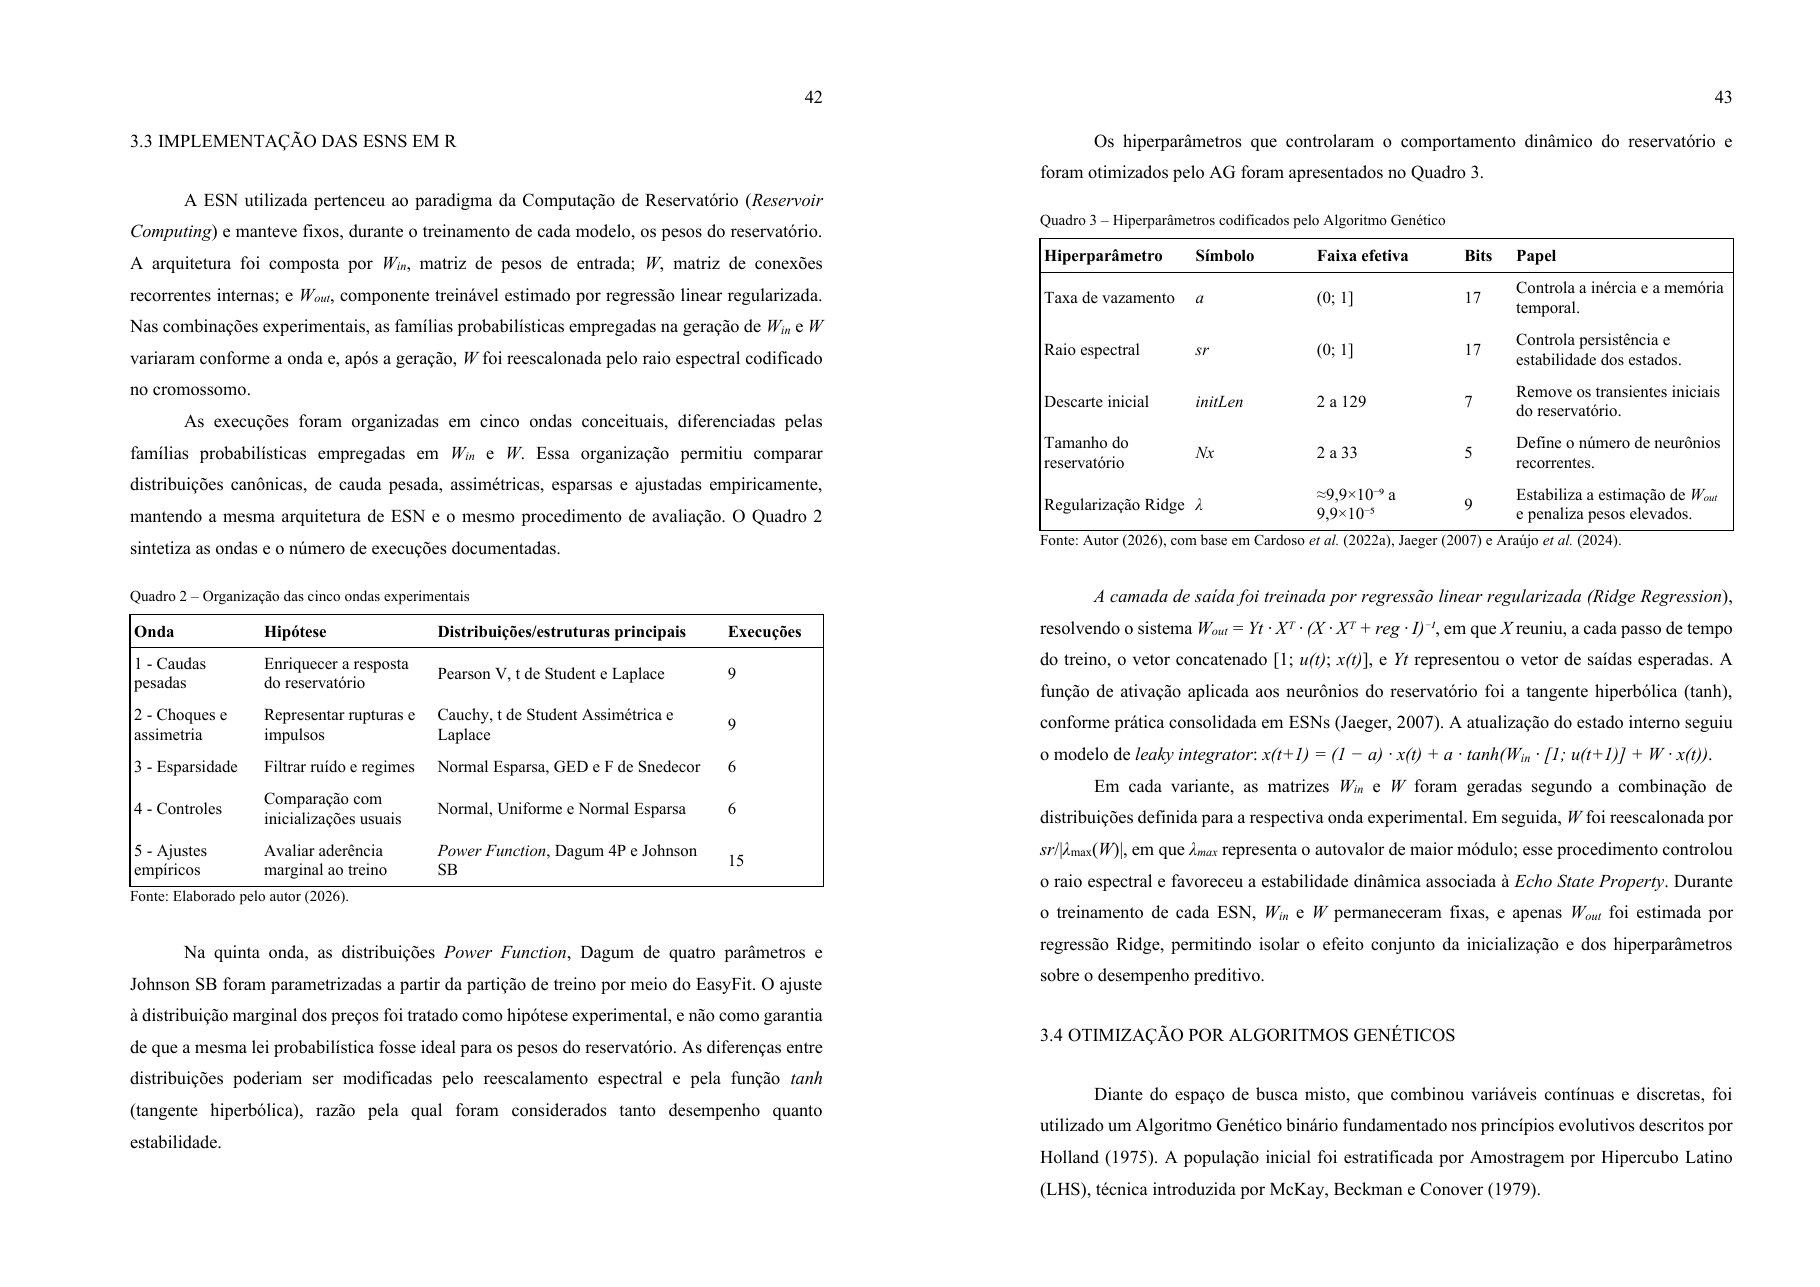 42
3.3 IMPLEMENTAÇÃO DAS ESNS EM R
A ESN utilizada pertenceu ao paradigma da Computação de Reservatório (Reservoir
Computing) e manteve fixos, durante o treinamento de cada modelo, os pesos do reservatório.
A arquitetura foi composta por Win, matriz de pesos de entrada; W, matriz de conexões
recorrentes internas; e Wout, componente treinável estimado por regressão linear regularizada.
Nas combinações experimentais, as famílias probabilísticas empregadas na geração de Win e W
variaram conforme a onda e, após a geração, W foi reescalonada pelo raio espectral codificado
no cromossomo.
As execuções foram organizadas em cinco ondas conceituais, diferenciadas pelas
famílias probabilísticas empregadas em Win e W. Essa organização permitiu comparar
distribuições canônicas, de cauda pesada, assimétricas, esparsas e ajustadas empiricamente,
mantendo a mesma arquitetura de ESN e o mesmo procedimento de avaliação. O Quadro 2
sintetiza as ondas e o número de execuções documentadas.
Quadro 2 – Organização das cinco ondas experimentais
Onda Hipótese Distribuições/estruturas principais Execuções
1 - Caudas pesadas Enriquecer a resposta do reservatório Pearson V, t de Student e Laplace 9
2 - Choques e assimetria Representar rupturas e impulsos Cauchy, t de Student Assimétrica e Laplace 9
3 - Esparsidade Filtrar ruído e regimes Normal Esparsa, GED e F de Snedecor 6
4 - Controles Comparação com inicializações usuais Normal, Uniforme e Normal Esparsa 6
5 - Ajustes empíricos Avaliar aderência marginal ao treino Power Function, Dagum 4P e Johnson SB 15
Fonte: Elaborado pelo autor (2026).
Na quinta onda, as distribuições Power Function, Dagum de quatro parâmetros e
Johnson SB foram parametrizadas a partir da partição de treino por meio do EasyFit. O ajuste
à distribuição marginal dos preços foi tratado como hipótese experimental, e não como garantia
de que a mesma lei probabilística fosse ideal para os pesos do reservatório. As diferenças entre
distribuições poderiam ser modificadas pelo reescalamento espectral e pela função tanh
(tangente hiperbólica), razão pela qual foram considerados tanto desempenho quanto
estabilidade.
43
Os hiperparâmetros que controlaram o comportamento dinâmico do reservatório e
foram otimizados pelo AG foram apresentados no Quadro 3.
Quadro 3 – Hiperparâmetros codificados pelo Algoritmo Genético
Hiperparâmetro Símbolo Faixa efetiva Bits Papel
Taxa de vazamento a (0; 1] 17 Controla a inércia e a memória temporal.
Raio espectral sr (0; 1] 17 Controla persistência e estabilidade dos estados.
Descarte inicial initLen 2 a 129 7 Remove os transientes iniciais do reservatório.
Tamanho do reservatório Nx 2 a 33 5 Define o número de neurônios recorrentes.
Regularização Ridge λ ≈9,9×10⁻⁹ a 9,9×10⁻⁵ 9 Estabiliza a estimação de Wout e penaliza pesos elevados.
Fonte: Autor (2026), com base em Cardoso et al. (2022a), Jaeger (2007) e Araújo et al. (2024).
A camada de saída foi treinada por regressão linear regularizada (Ridge Regression),
resolvendo o sistema Wout = Yt · Xᵀ · (X · Xᵀ + reg · I)⁻¹, em que X reuniu, a cada passo de tempo
do treino, o vetor concatenado [1; u(t); x(t)], e Yt representou o vetor de saídas esperadas. A
função de ativação aplicada aos neurônios do reservatório foi a tangente hiperbólica (tanh),
conforme prática consolidada em ESNs (Jaeger, 2007). A atualização do estado interno seguiu
o modelo de leaky integrator: x(t+1) = (1 − a) · x(t) + a · tanh(Win · [1; u(t+1)] + W · x(t)).
Em cada variante, as matrizes Win e W foram geradas segundo a combinação de
distribuições definida para a respectiva onda experimental. Em seguida, W foi reescalonada por
sr/|λmax(W)|, em que λmax representa o autovalor de maior módulo; esse procedimento controlou
o raio espectral e favoreceu a estabilidade dinâmica associada à Echo State Property. Durante
o treinamento de cada ESN, Win e W permaneceram fixas, e apenas Wout foi estimada por
regressão Ridge, permitindo isolar o efeito conjunto da inicialização e dos hiperparâmetros
sobre o desempenho preditivo.
3.4 OTIMIZAÇÃO POR ALGORITMOS GENÉTICOS
Diante do espaço de busca misto, que combinou variáveis contínuas e discretas, foi
utilizado um Algoritmo Genético binário fundamentado nos princípios evolutivos descritos por
Holland (1975). A população inicial foi estratificada por Amostragem por Hipercubo Latino
(LHS), técnica introduzida por McKay, Beckman e Conover (1979).